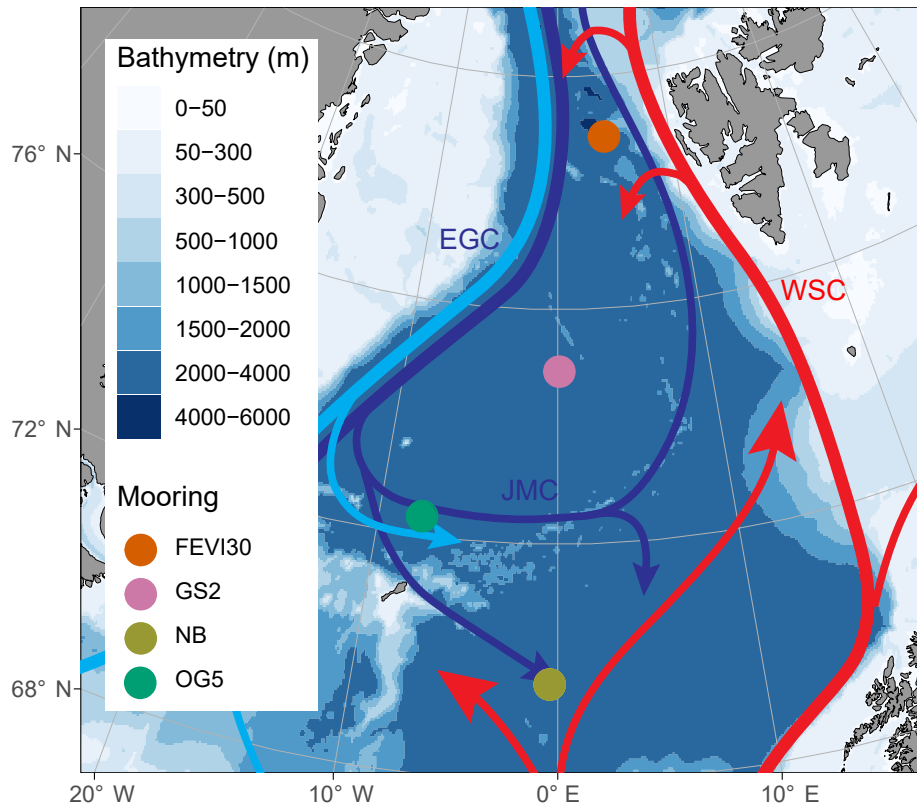 Bathymetry (m)
0−50
50−300
300−500
500−1000
1000−1500
1500−2000
2000−4000
4000−6000
Mooring
FEVI30
GS2
NB
OG5
76° N
72° N
68° N
EGC
WSC
JMC
20° W
10° W
0° E
10° E